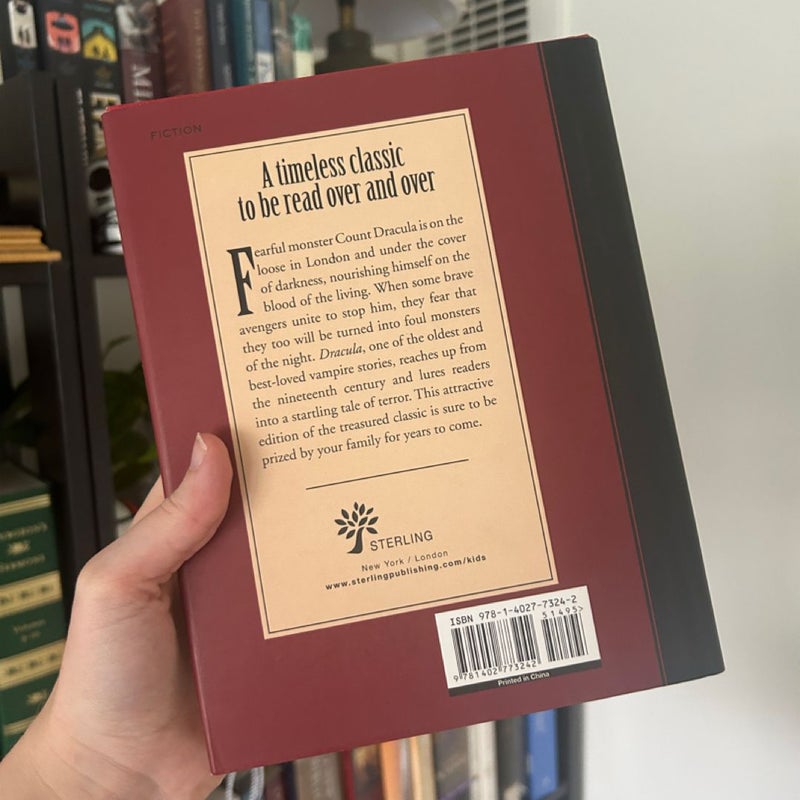 FICTION
A timeless classic
to be read over and over
Fearful monster Count Dracula is on the
loose in London and under the cover
of darkness, nourishing himself on the
blood of the living. When some brave
avengers unite to stop him, they fear that
they too will be turned into foul monsters
of the night. Dracula, one of the oldest and
best-loved vampire stories, reaches up from
the nineteenth century and lures readers
into a startling tale of terror. This attractive
edition of the treasured classic is sure to be
prized by your family for years to come.
STERLING
New York / London
www.sterlingpublishing.com/kids
ISBN 978-1-4027-7324-2
51495>
9781402773242
Printed in China